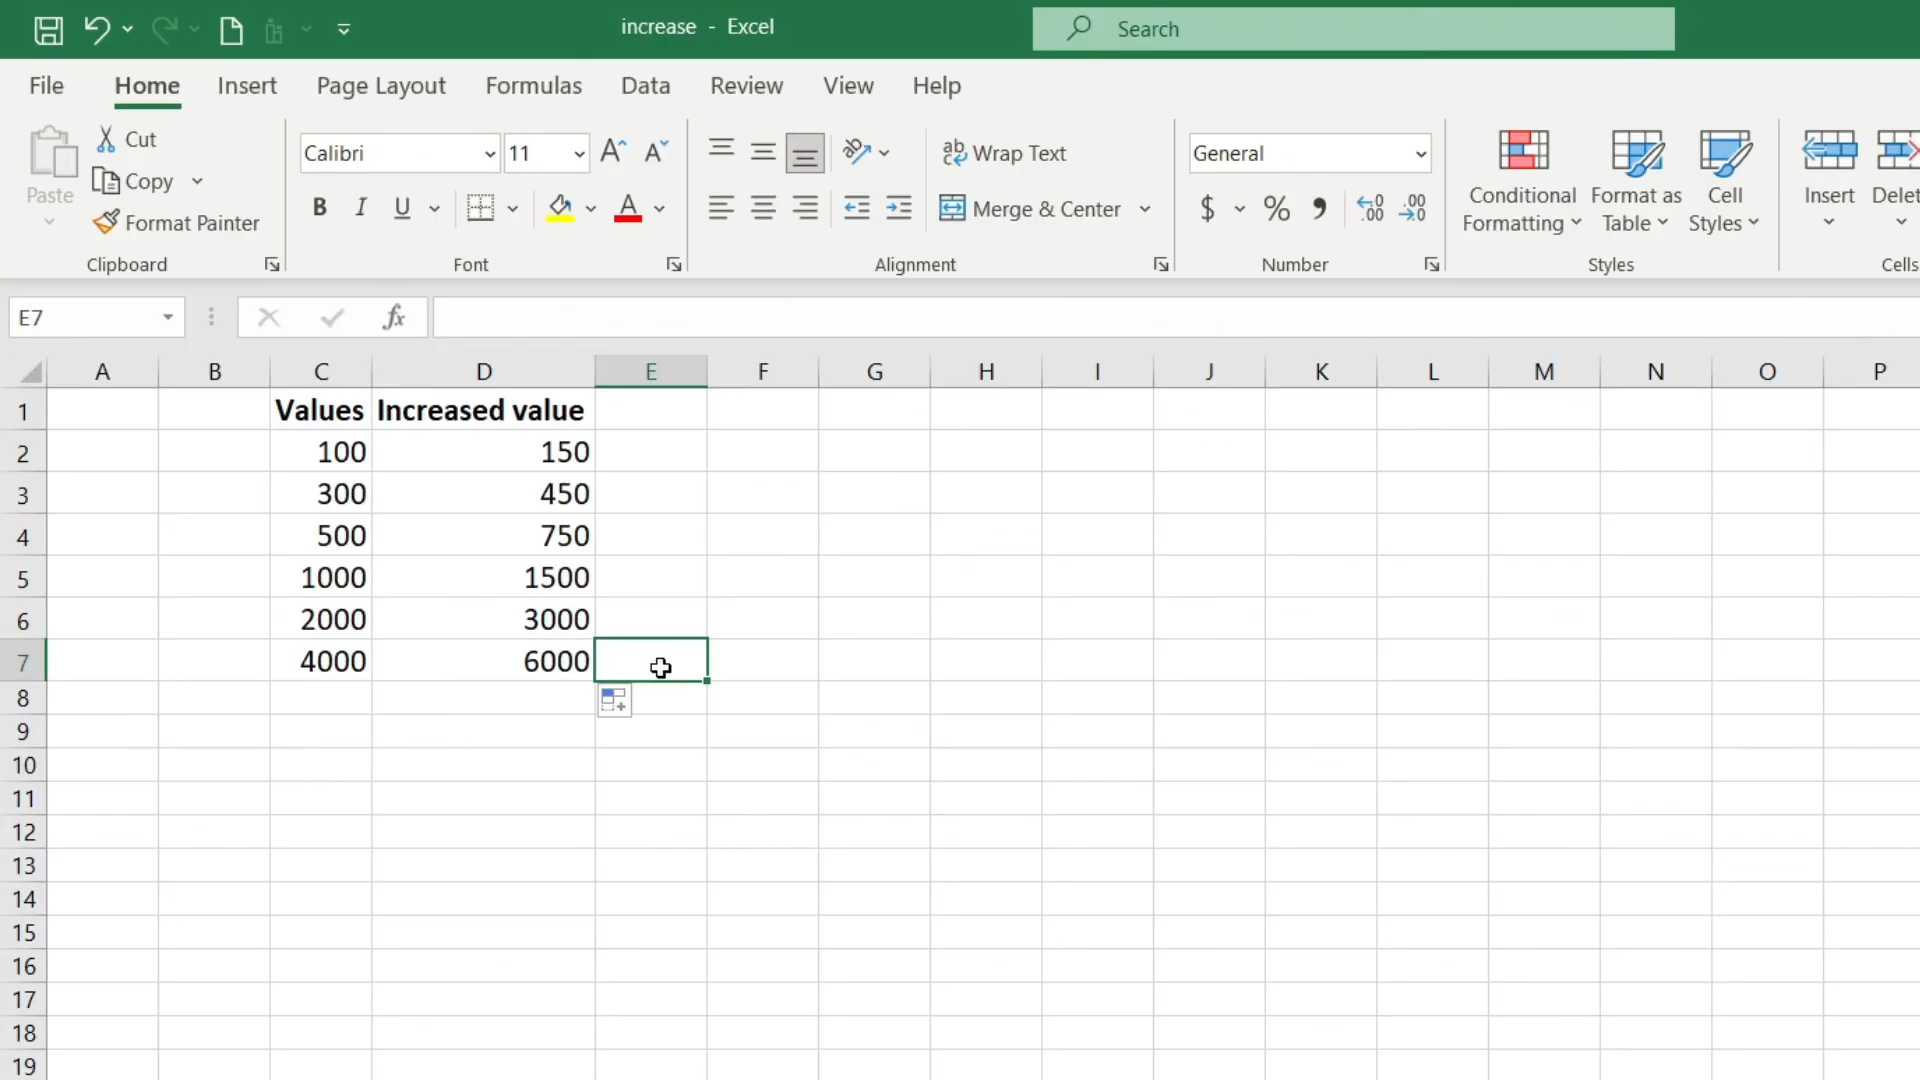 increase - Excel
Search
File Home Insert Page Layout Formulas Data Review View Help
Paste
Cut
Copy
Format Painter
Clipboard
Calibri 11
B I U
Font
Wrap Text
Merge & Center
Alignment
General
$ % 9
Number
Conditional Formatting
Format as Table
Cell Styles
Styles
Insert
Delet
Cells
E7
fx
A B C D E F G H I J K L M N O P
1 Values Increased value
2 100 150
3 300 450
4 500 750
5 1000 1500
6 2000 3000
7 4000 6000
8
9
10
11
12
13
14
15
16
17
18
19